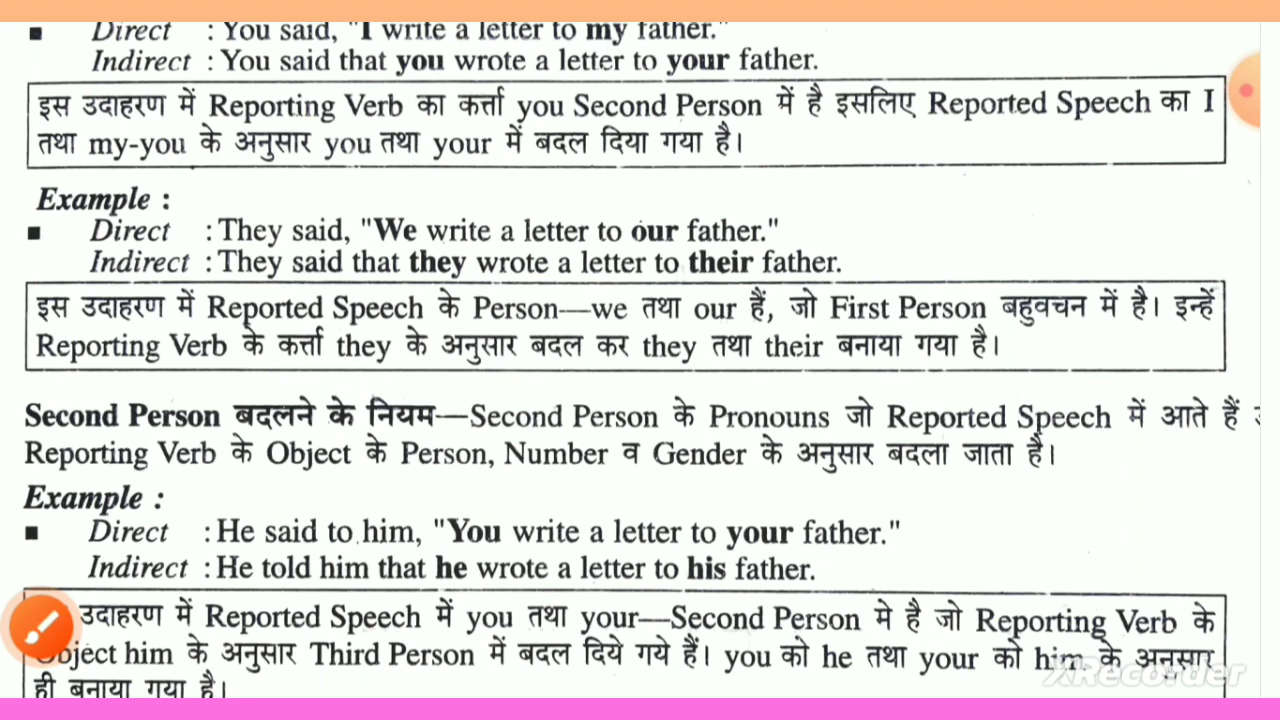 ▪ Direct : You said, "I write a letter to my father."
Indirect : You said that you wrote a letter to your father.
इस उदाहरण में Reporting Verb का कर्त्ता you Second Person में है इसलिए Reported Speech का I
तथा my-you के अनुसार you तथा your में बदल दिया गया है।
Example :
▪ Direct : They said, "We write a letter to our father."
Indirect : They said that they wrote a letter to their father.
इस उदाहरण में Reported Speech के Person—we तथा our हैं, जो First Person बहुवचन में है। इन्हें
Reporting Verb के कर्त्ता they के अनुसार बदल कर they तथा their बनाया गया है।
Second Person बदलने के नियम—Second Person के Pronouns जो Reported Speech में आते हैं
Reporting Verb के Object के Person, Number व Gender के अनुसार बदला जाता है।
Example :
▪ Direct : He said to him, "You write a letter to your father."
Indirect : He told him that he wrote a letter to his father.
उदाहरण में Reported Speech में you तथा your—Second Person मे है जो Reporting Verb के
Object him के अनुसार Third Person में बदल दिये गये हैं। you को he तथा your को him के अनुसार
ही बनाया गया है।
XRecorder